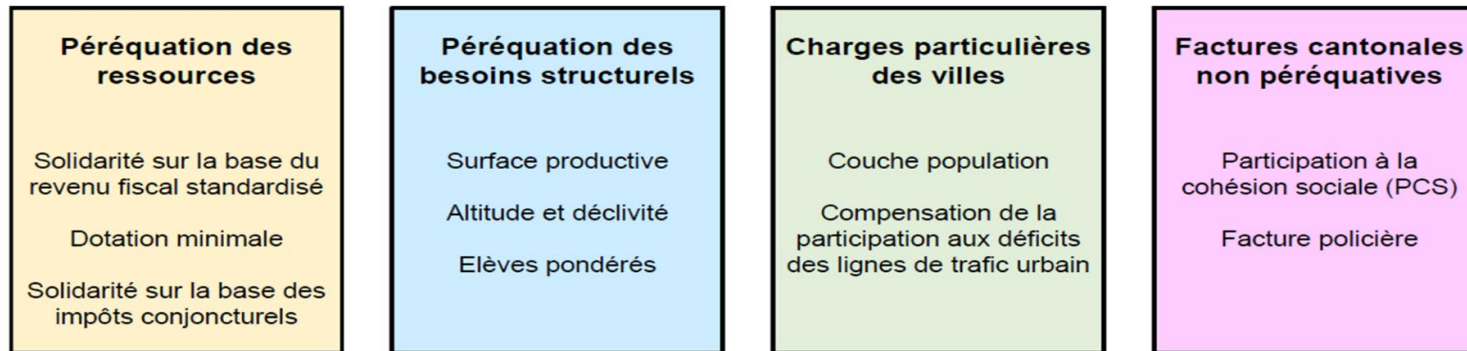 Péréquation des
ressources
Solidarité sur la base du
revenu fiscal standardisé
Dotation minimale
Solidarité sur la base des
impôts conjoncturels
Péréquation des
besoins structurels
Surface productive
Altitude et déclivité
Elèves pondérés
Charges particulières
des villes
Couche population
Compensation de la
participation aux déficits
des lignes de trafic urbain
Factures cantonales
non péréquatives
Participation à la
cohésion sociale (PCS)
Facture policière